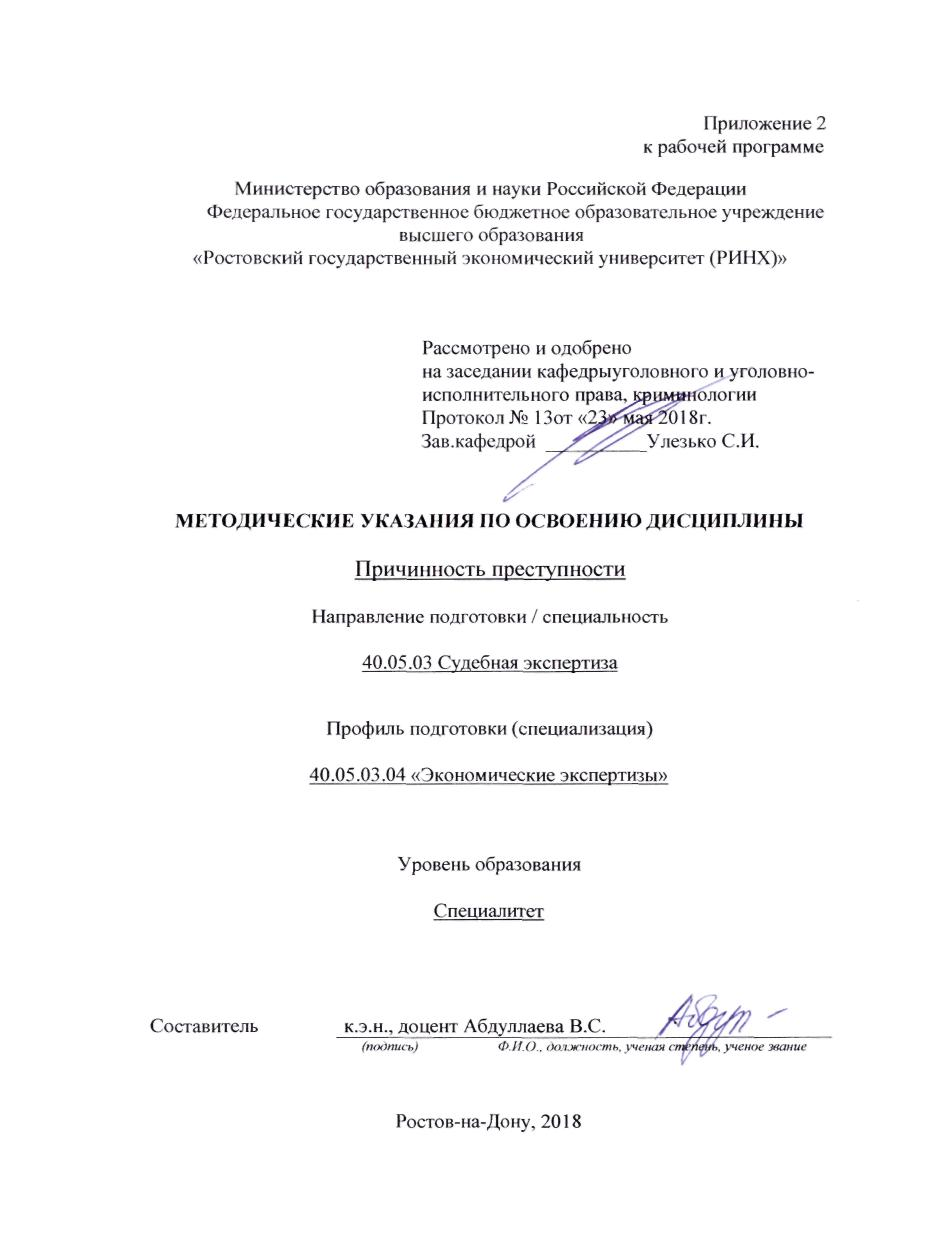 Приложение 2
к рабочей программе
Министерство образования и науки Российской Федерации
Федеральное государственное бюджетное образовательное учреждение
высшего образования
«Ростовский государственный экономический университет (РИНХ)»
Рассмотрено и одобрено
на заседании кафедрыуголовного и уголовно-
исполнительного права, криминологии
Протокол № 13от «23» мая 2018г.
Зав.кафедрой ___________Улезько С.И.
МЕТОДИЧЕСКИЕ УКАЗАНИЯ ПО ОСВОЕНИЮ ДИСЦИПЛИНЫ
Причинность преступности
Направление подготовки / специальность
40.05.03 Судебная экспертиза
Профиль подготовки (специализация)
40.05.03.04 «Экономические экспертизы»
Уровень образования
Специалитет
Составитель к.э.н., доцент Абдуллаева В.С.
(подпись) Ф.И.О., должность, ученая степень, ученое звание
Ростов-на-Дону, 2018